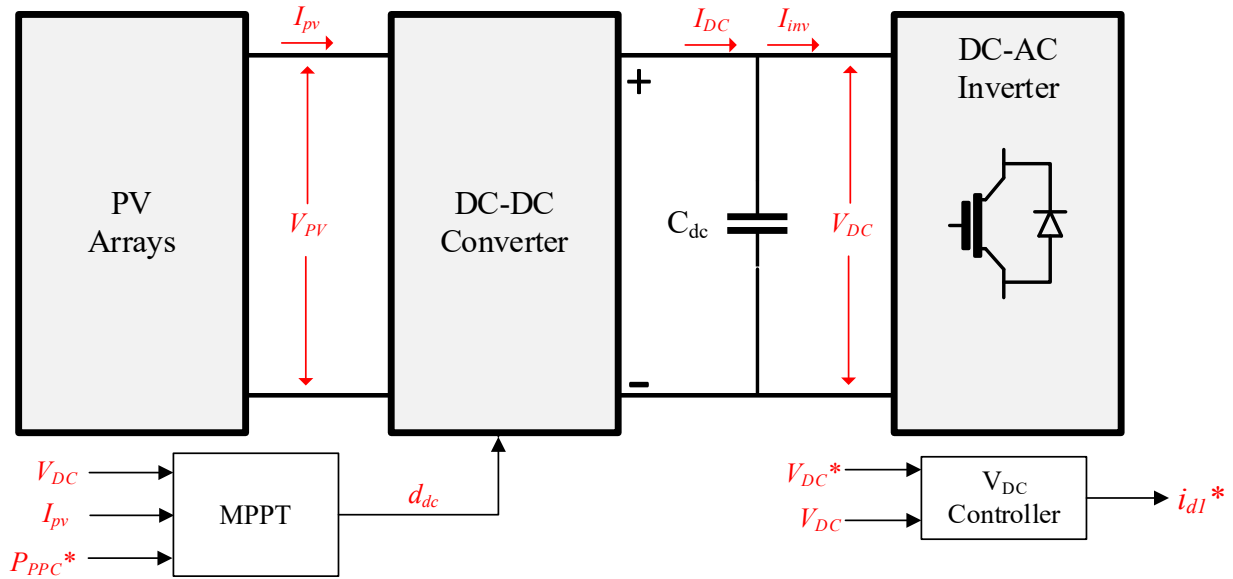 I_pv
I_DC
I_inv
DC-AC
Inverter
+
PV
Arrays
V_PV
DC-DC
Converter
C_dc
V_DC
-
V_DC
I_pv
P_PPC*
MPPT
d_dc
V_DC*
V_DC
V_DC
Controller
i_d1*